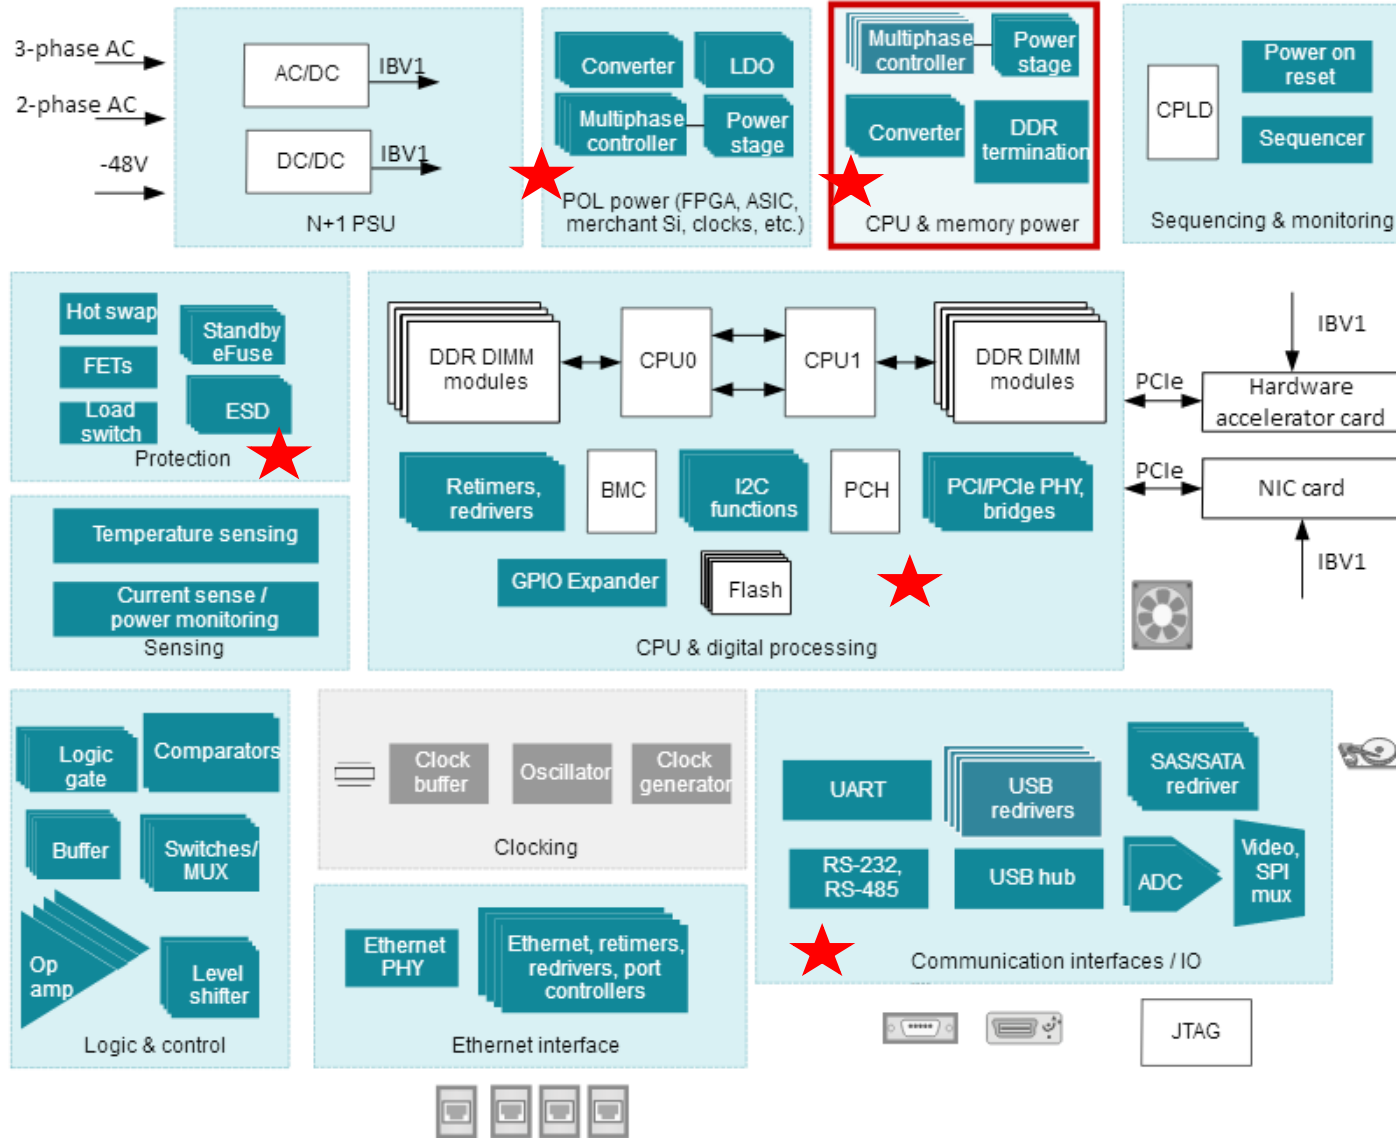 3-phase AC
2-phase AC
-48V
AC/DC
IBV1
DC/DC
IBV1
N+1 PSU
Converter
LDO
Multiphase
controller
Power
stage
POL power (FPGA, ASIC,
merchant Si, clocks, etc.)
Multiphase
controller
Power
stage
Converter
DDR
termination
CPU & memory power
CPLD
Power on
reset
Sequencer
Sequencing & monitoring
Hot swap
FETs
Load
switch
Standby
eFuse
ESD
Protection
Temperature sensing
Current sense /
power monitoring
Sensing
DDR DIMM
modules
CPU0
CPU1
DDR DIMM
modules
Retimers,
redrivers
BMC
I2C
functions
PCH
PCI/PCIe PHY,
bridges
GPIO Expander
Flash
CPU & digital processing
IBV1
PCIe
Hardware
accelerator card
PCIe
NIC card
IBV1
Logic
gate
Comparators
Buffer
Switches/
MUX
Op
amp
Level
shifter
Logic & control
Clock
buffer
Oscillator
Clock
generator
Clocking
Ethernet
PHY
Ethernet, retimers,
redrivers, port
controllers
Ethernet interface
UART
USB
redrivers
SAS/SATA
redriver
RS-232,
RS-485
USB hub
ADC
Video,
SPI
mux
Communication interfaces / IO
...
JTAG